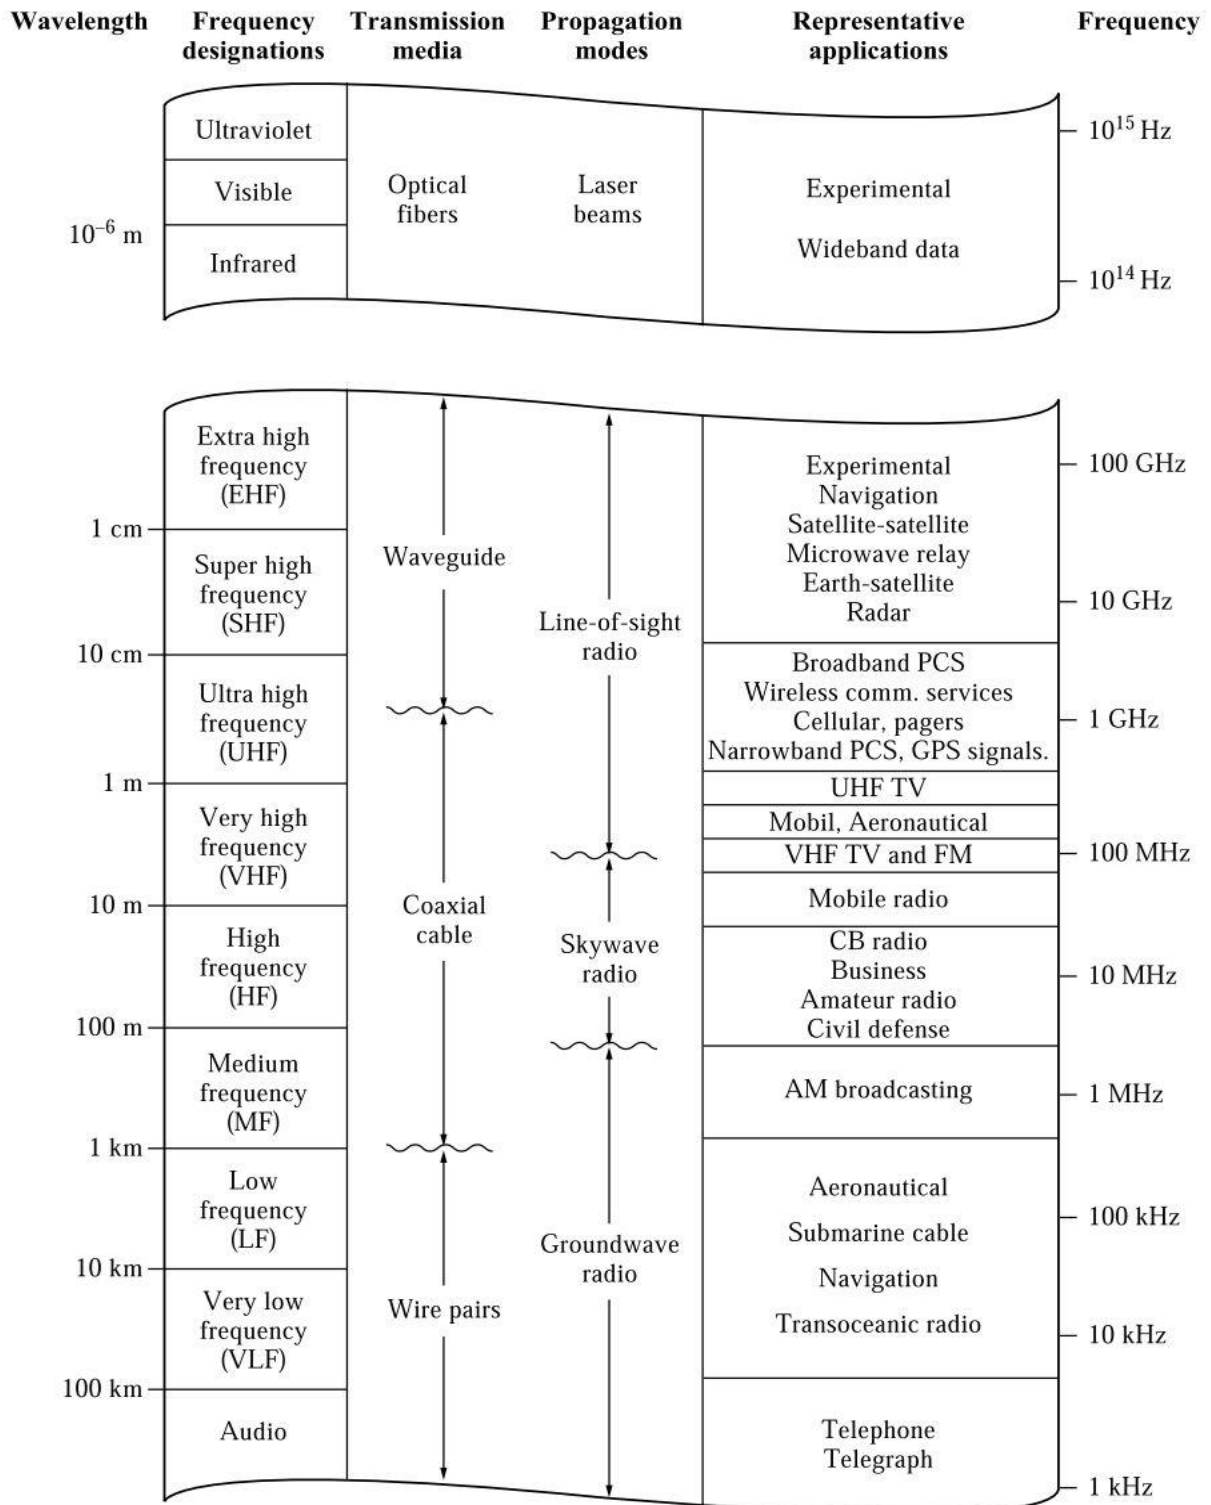 Wavelength
Frequency
designations
Transmission
media
Propagation
modes
Representative
applications
Frequency
Ultraviolet
Visible
Infrared
10⁻⁶ m
Optical
fibers
Laser
beams
Experimental
Wideband data
10¹⁵ Hz
10¹⁴ Hz
Extra high
frequency
(EHF)
1 cm
Super high
frequency
(SHF)
10 cm
Ultra high
frequency
(UHF)
1 m
Very high
frequency
(VHF)
10 m
High
frequency
(HF)
100 m
Medium
frequency
(MF)
1 km
Low
frequency
(LF)
10 km
Very low
frequency
(VLF)
100 km
Audio
Waveguide
Coaxial
cable
Wire pairs
Line-of-sight
radio
Skywave
radio
Groundwave
radio
Experimental
Navigation
Satellite-satellite
Microwave relay
Earth-satellite
Radar
Broadband PCS
Wireless comm. services
Cellular, pagers
Narrowband PCS, GPS signals.
UHF TV
Mobil, Aeronautical
VHF TV and FM
Mobile radio
CB radio
Business
Amateur radio
Civil defense
AM broadcasting
Aeronautical
Submarine cable
Navigation
Transoceanic radio
Telephone
Telegraph
100 GHz
10 GHz
1 GHz
100 MHz
10 MHz
1 MHz
100 kHz
10 kHz
1 kHz